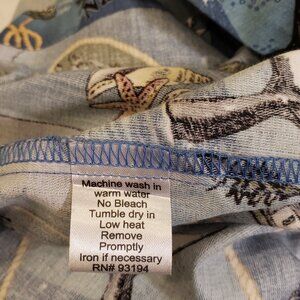 Machine wash in
warm water
No Bleach
Tumble dry in
Low heat
Remove
Promptly
Iron if necessary
RN# 93194